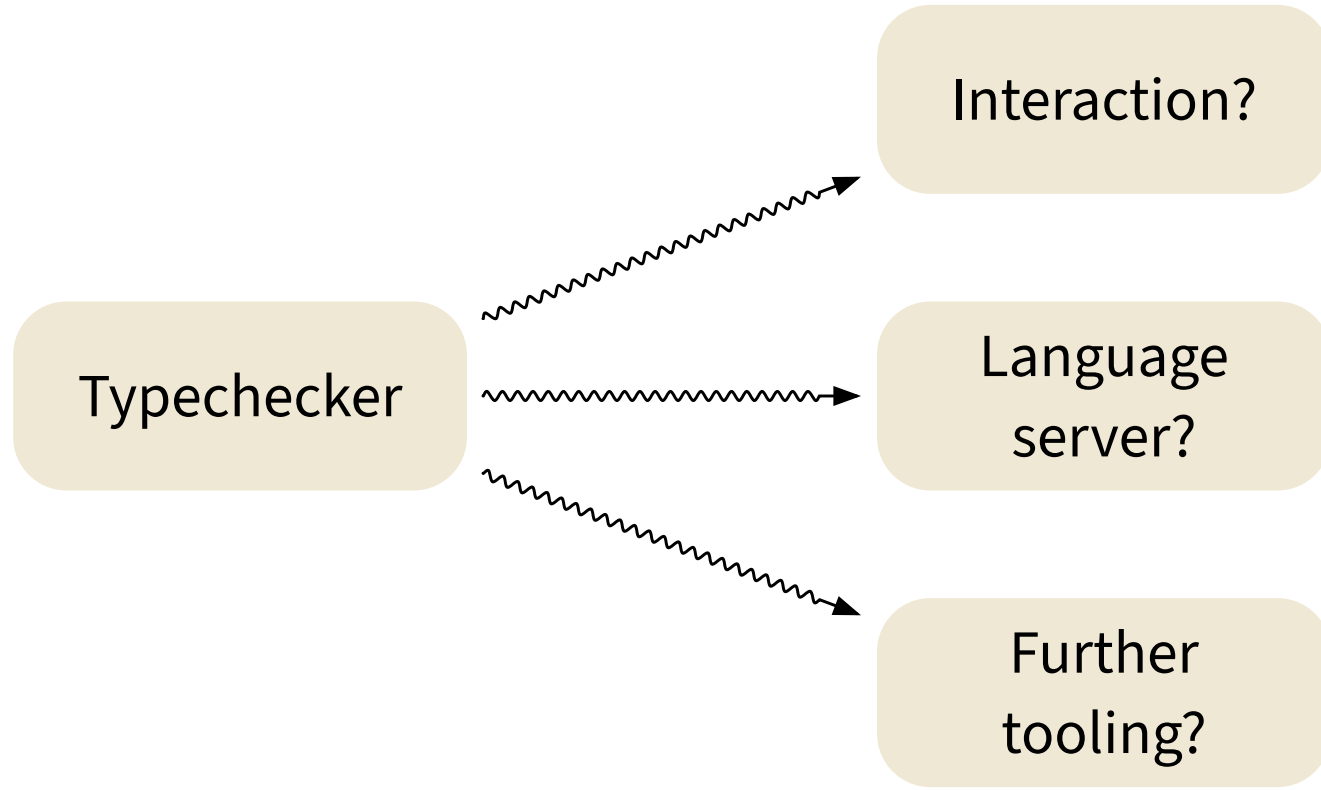 Interaction?
Typechecker
Language
server?
Further
tooling?